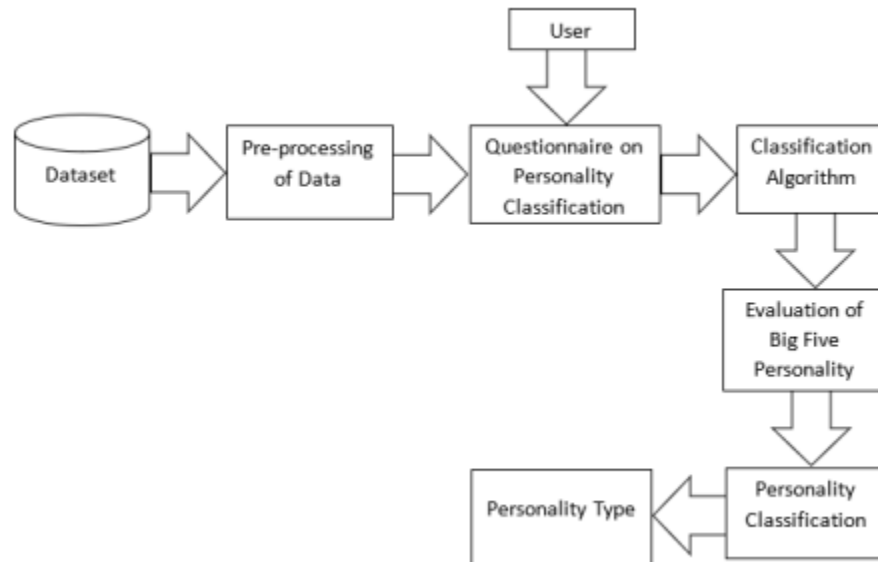 User
Dataset
Pre-processing
of Data
Questionnaire on
Personality
Classification
Classification
Algorithm
Evaluation of
Big Five
Personality
Personality
Classification
Personality Type